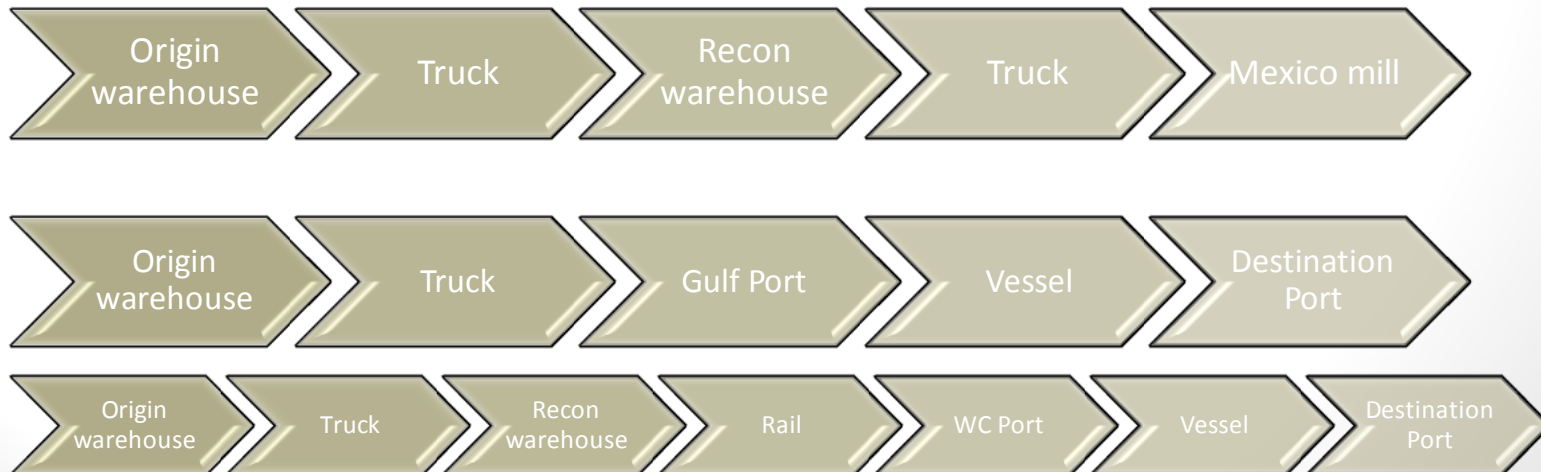 Origin
warehouse
Truck
Recon
warehouse
Truck
Mexico mill
Origin
warehouse
Truck
Gulf Port
Vessel
Destination
Port
Origin
warehouse
Truck
Recon
warehouse
Rail
WC Port
Vessel
Destination
Port